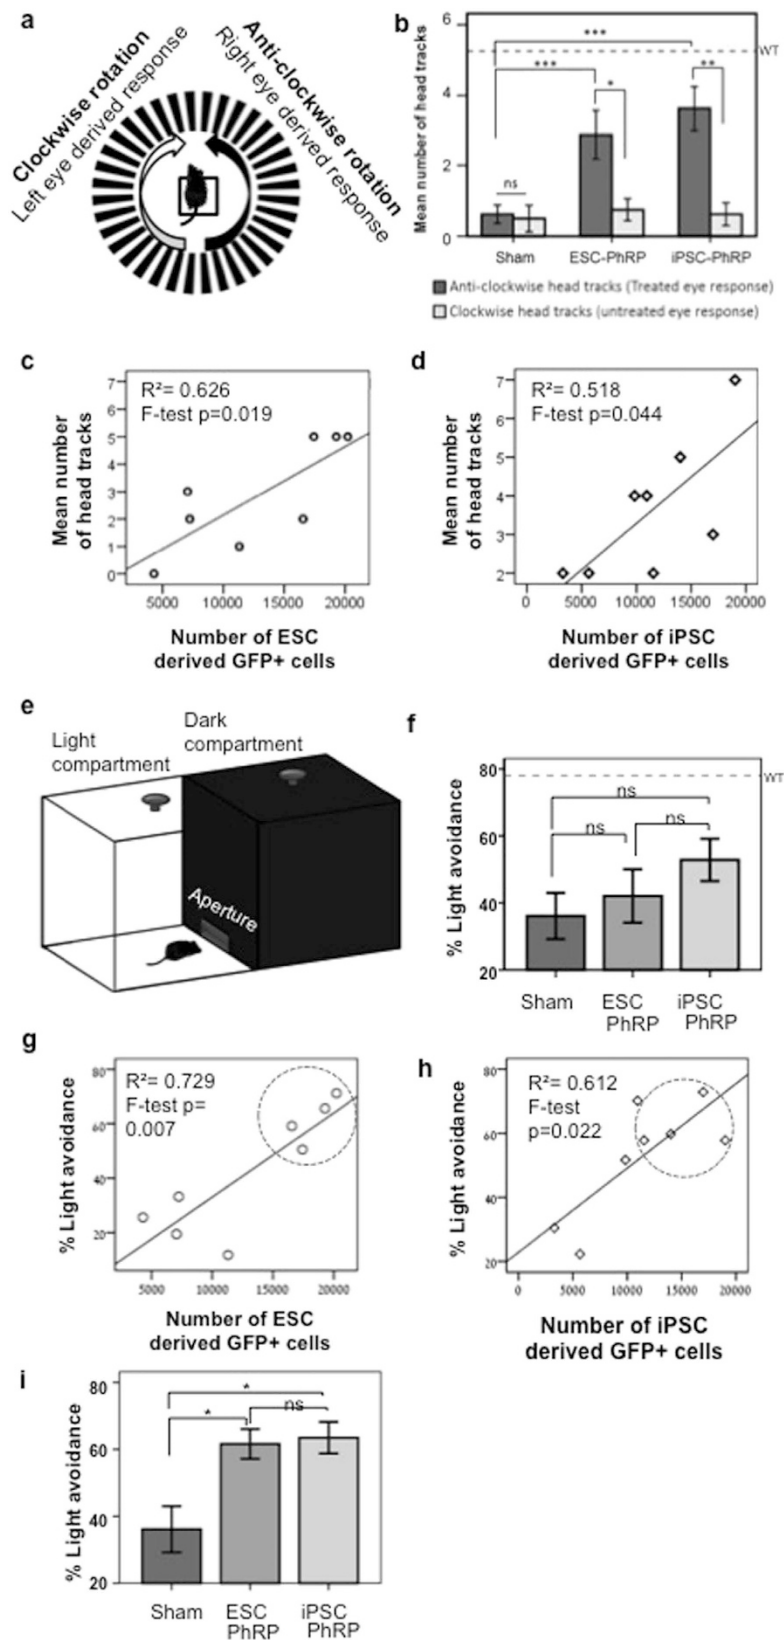 a
Clockwise rotation
Left eye derived response
Anti-clockwise rotation
Right eye derived response
b
Mean number of head tracks
6
4
2
0
***
***
*
**
ns
WT
Sham
ESC-PhRP
iPSC-PhRP
Anti-clockwise head tracks (Treated eye response)
Clockwise head tracks (untreated eye response)
c
R²= 0.626
F-test p=0.019
Mean number
of head tracks
7
6
5
4
3
2
1
0
5000 10000 15000 20000
Number of ESC
derived GFP+ cells
d
R²= 0.518
F-test p=0.044
Mean number
of head tracks
7
6
5
4
3
2
0 5000 10000 15000 20000
Number of iPSC
derived GFP+ cells
e
Light
compartment
Dark
compartment
Aperture
f
% Light avoidance
80
60
40
20
ns
ns
ns
WT
Sham
ESC
PhRP
iPSC
PhRP
g
R²= 0.729
F-test p=
0.007
% Light avoidance
80
60
40
20
5000 10000 15000 20000
Number of ESC
derived GFP+ cells
h
R²= 0.612
F-test
p=0.022
% Light avoidance
80
60
40
20
0 5000 10000 15000 20000
Number of iPSC
derived GFP+ cells
i
% Light avoidance
80
60
40
20
*
*
ns
Sham
ESC
PhRP
iPSC
PhRP